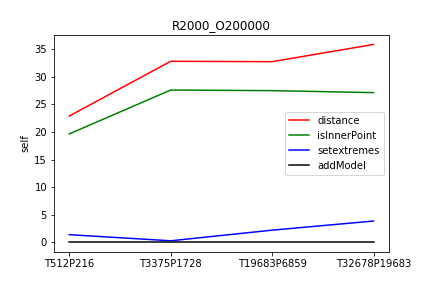 R2000_O200000
35
30
25
20
15
10
5
0
self
distance
isInnerPoint
setextremes
addModel
T512P216 T3375P1728 T19683P6859 T32678P19683